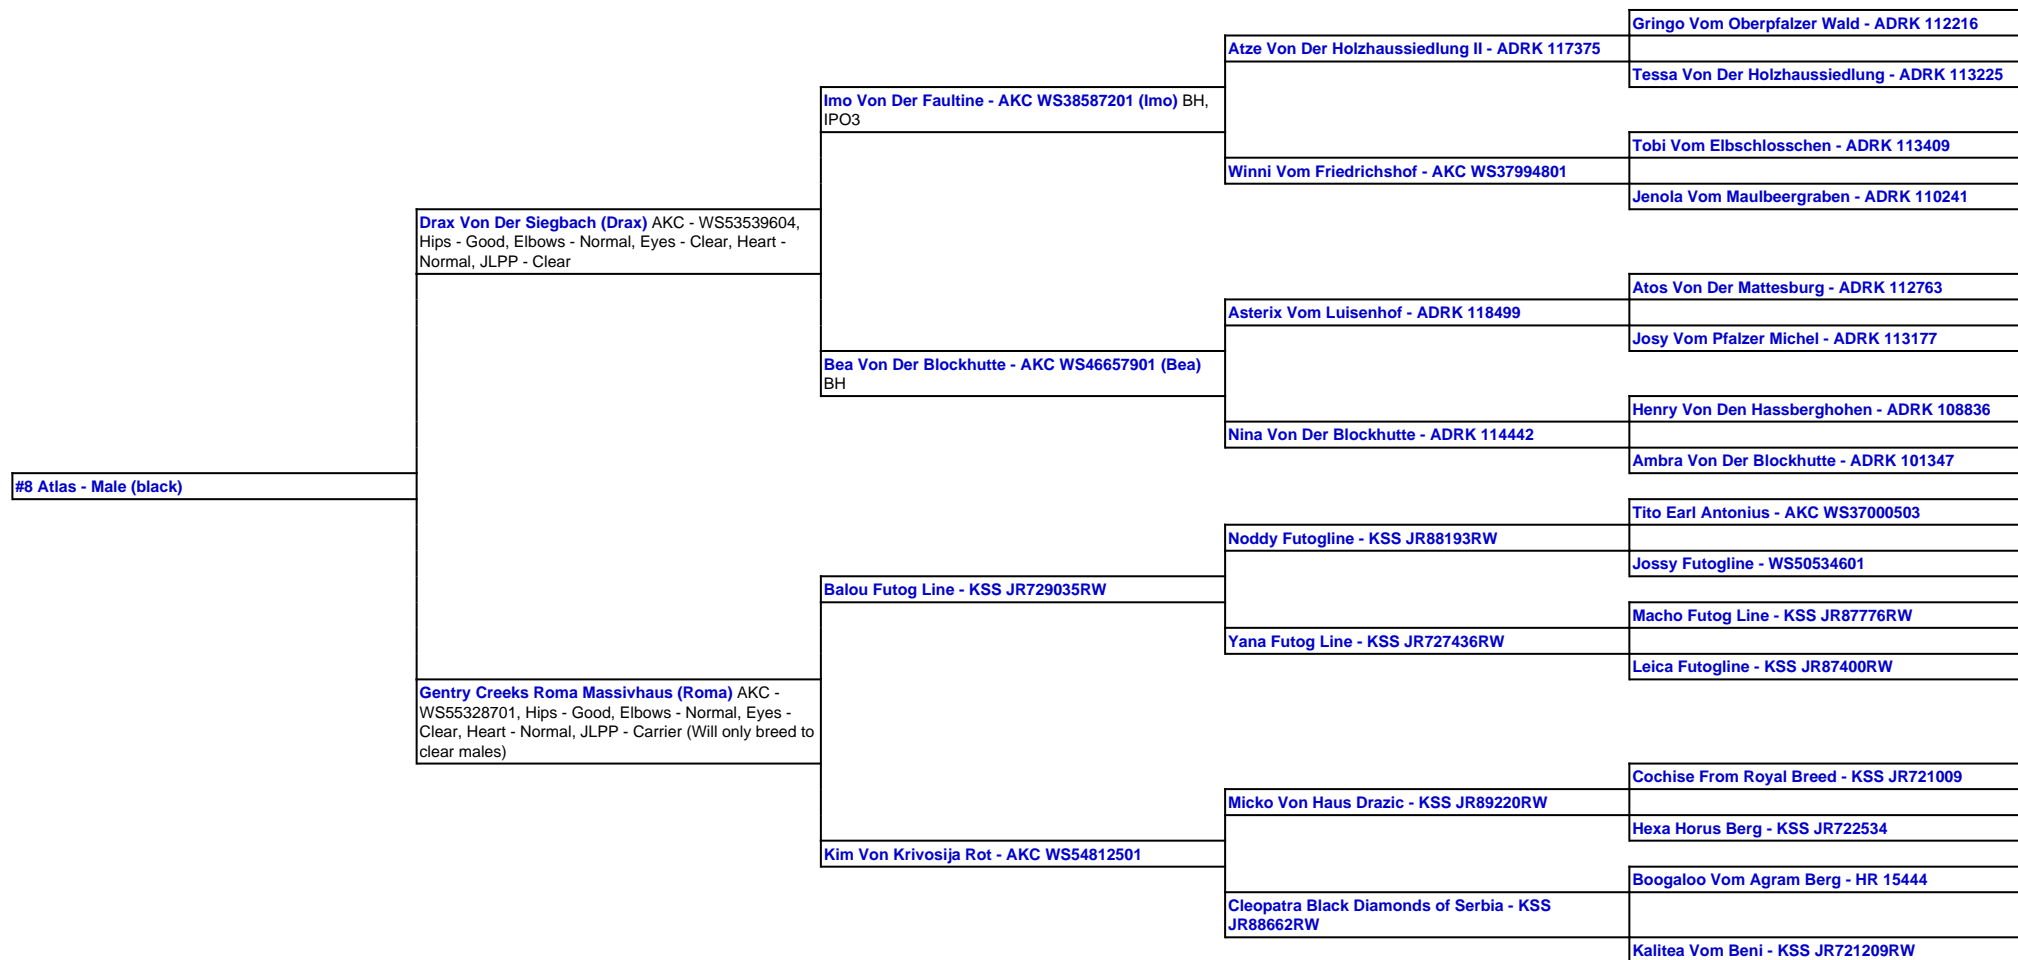 Gringo Vom Oberpfalzer Wald - ADRK 112216
Atze Von Der Holzhaussiedlung II - ADRK 117375
Tessa Von Der Holzhaussiedlung - ADRK 113225
Imo Von Der Faultine - AKC WS38587201 (Imo) BH,
IPO3
Tobi Vom Elbschlosschen - ADRK 113409
Winni Vom Friedrichshof - AKC WS37994801
Jenola Vom Maulbeergraben - ADRK 110241
Drax Von Der Siegbach (Drax) AKC - WS53539604,
Hips - Good, Elbows - Normal, Eyes - Clear, Heart -
Normal, JLPP - Clear
Atos Von Der Mattesburg - ADRK 112763
Asterix Vom Luisenhof - ADRK 118499
Josy Vom Pfalzer Michel - ADRK 113177
Bea Von Der Blockhutte - AKC WS46657901 (Bea)
BH
Henry Von Den Hassberghohen - ADRK 108836
Nina Von Der Blockhutte - ADRK 114442
Ambra Von Der Blockhutte - ADRK 101347
#8 Atlas - Male (black)
Tito Earl Antonius - AKC WS37000503
Noddy Futogline - KSS JR88193RW
Jossy Futogline - WS50534601
Balou Futog Line - KSS JR729035RW
Macho Futog Line - KSS JR87776RW
Yana Futog Line - KSS JR727436RW
Leica Futogline - KSS JR87400RW
Gentry Creeks Roma Massivhaus (Roma) AKC -
WS55328701, Hips - Good, Elbows - Normal, Eyes -
Clear, Heart - Normal, JLPP - Carrier (Will only breed to
clear males)
Cochise From Royal Breed - KSS JR721009
Micko Von Haus Drazic - KSS JR89220RW
Hexa Horus Berg - KSS JR722534
Kim Von Krivosija Rot - AKC WS54812501
Boogaloo Vom Agram Berg - HR 15444
Cleopatra Black Diamonds of Serbia - KSS
JR88662RW
Kalitea Vom Beni - KSS JR721209RW